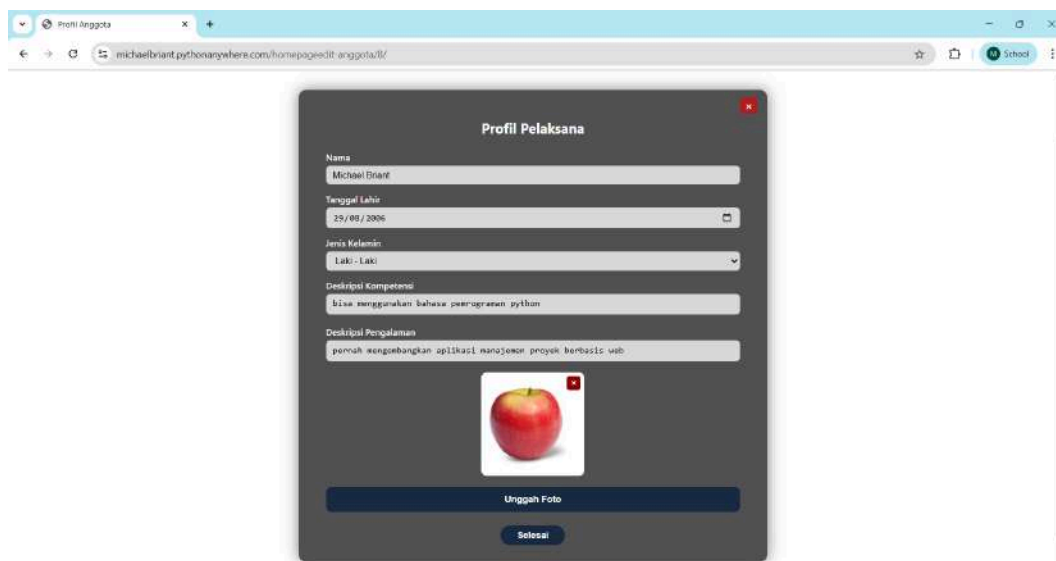 Profil Anggota
michaelbriant.pythonanywhere.com/homepageedit-anggota/8/
School
Profil Pelaksana
Nama
Michael Briant
Tanggal Lahir
29/08/2006
Jenis Kelamin
Laki - Laki
Deskripsi Kompetensi
bisa menggunakan bahasa pemrograman python
Deskripsi Pengalaman
pernah mengembangkan aplikasi manajemen proyek berbasis web
Unggah Foto
Selesai